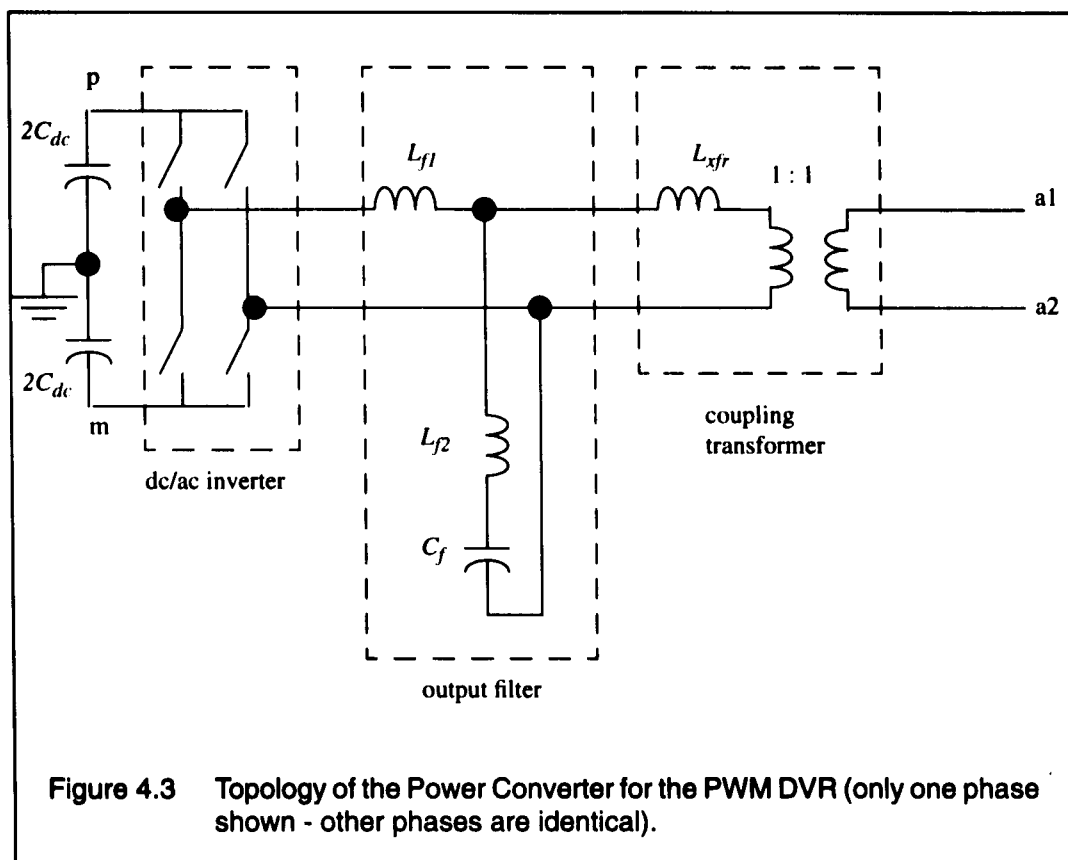 p
2C_dc
2C_dc
m
dc/ac inverter
L_f1
L_f2
C_f
output filter
L_xfr
1 : 1
coupling
transformer
a1
a2
Figure 4.3 Topology of the Power Converter for the PWM DVR (only one phase
shown - other phases are identical).